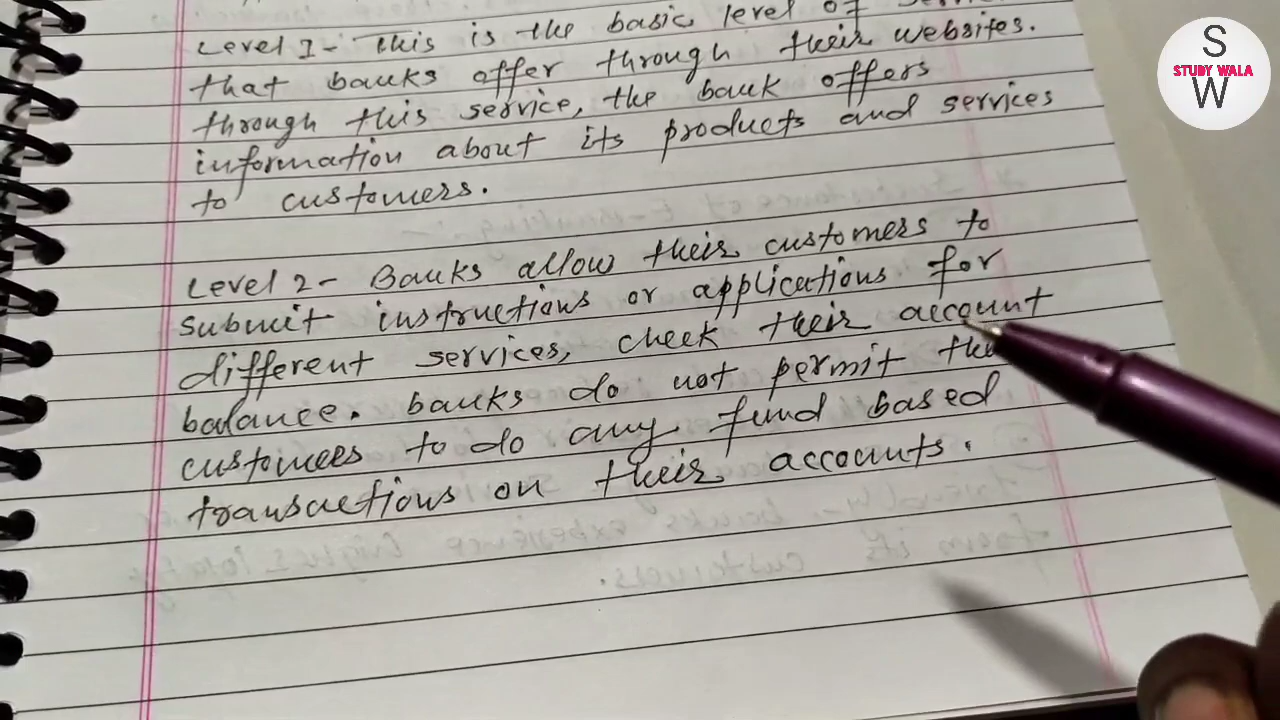 Level 1 - This is the basic level of service
that banks offer through their websites.
through this service, the bank offers
information about its products and services
to customers.
Level 2 - Banks allow their customers to
submit instructions or applications for
different services, check their account
balance. banks do not permit the
customers to do any fund based
transactions on their accounts.
S
STUDY WALA
W